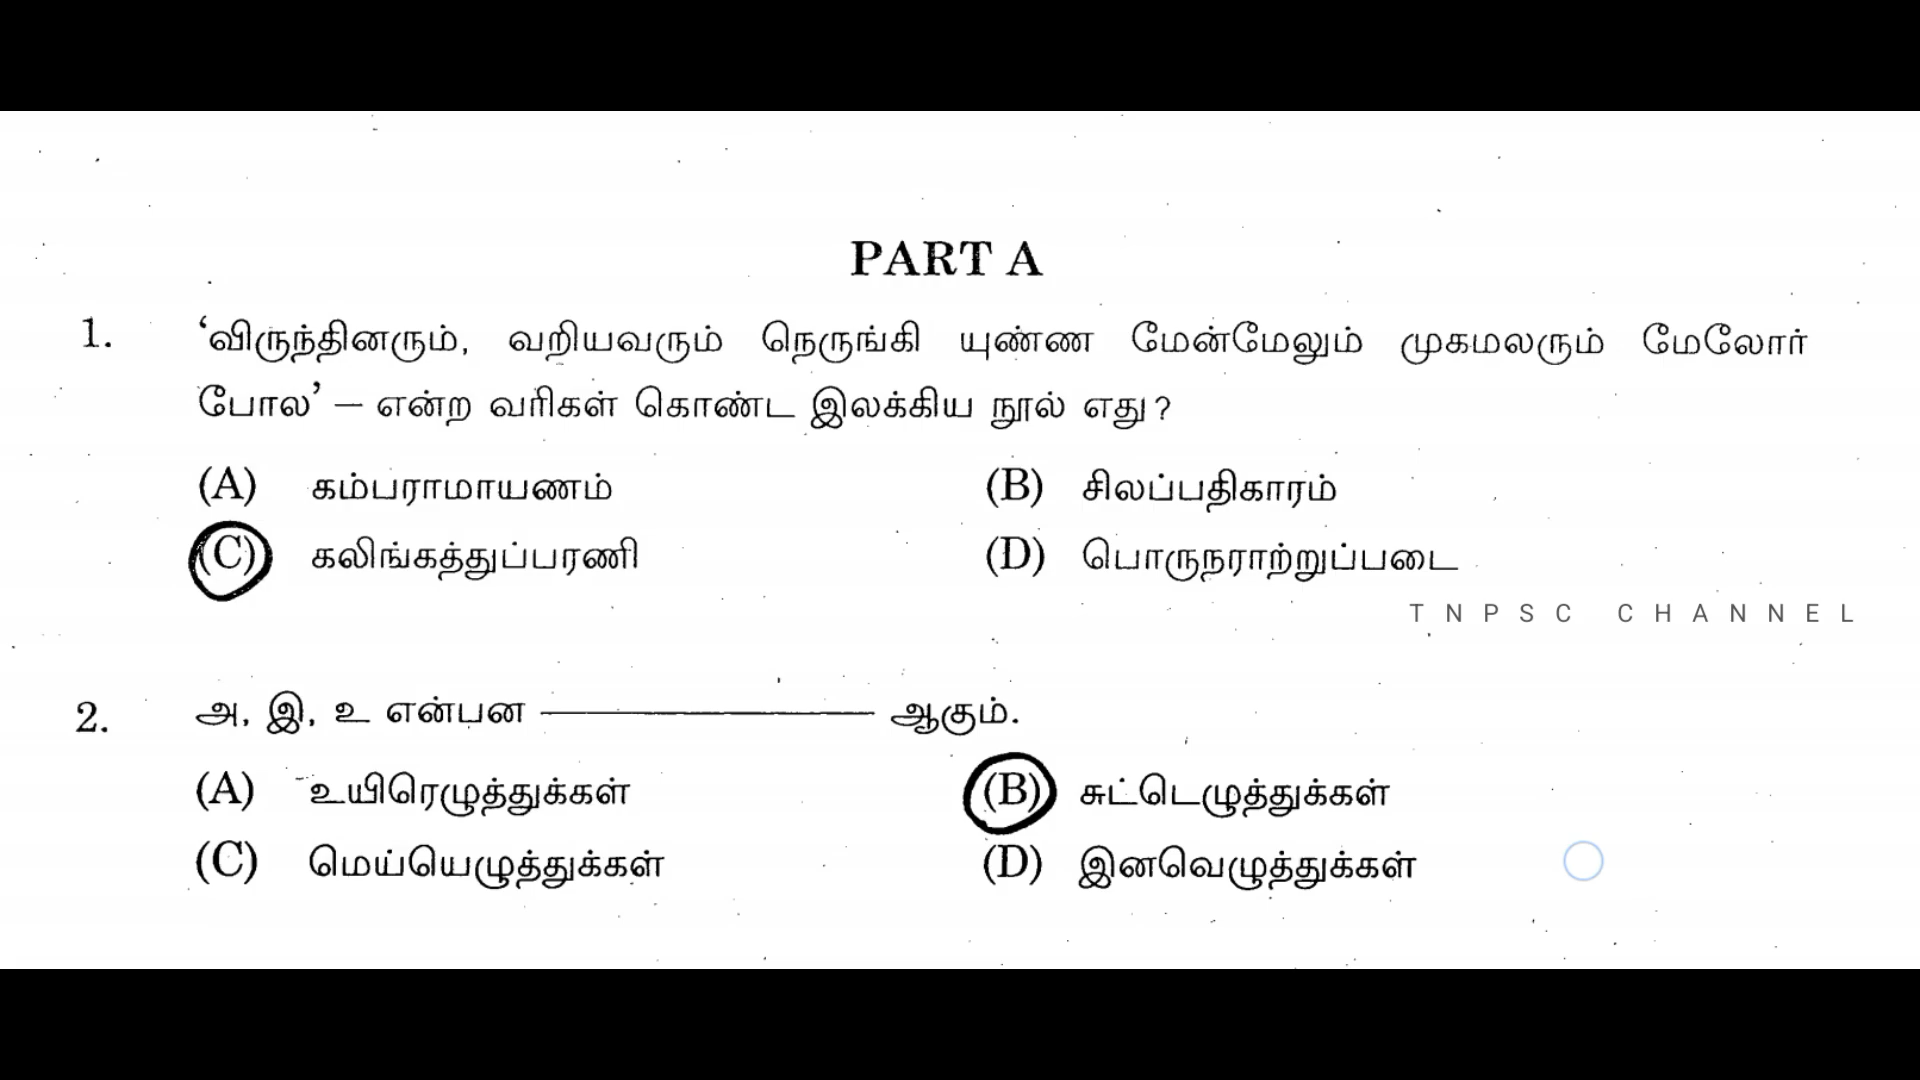 PART A
1. ‘விருந்தினரும், வறியவரும் நெருங்கி யுண்ண மேன்மேலும் முகமலரும் மேலோர்
போல’ – என்ற வரிகள் கொண்ட இலக்கிய நூல் எது?
(A) கம்பராமாயணம் (B) சிலப்பதிகாரம்
(C) கலிங்கத்துப்பரணி (D) பொருநராற்றுப்படை
TNPSC CHANNEL
2. அ, இ, உ என்பன ———— ஆகும்.
(A) உயிரெழுத்துக்கள் (B) சுட்டெழுத்துக்கள்
(C) மெய்யெழுத்துக்கள் (D) இனவெழுத்துக்கள்